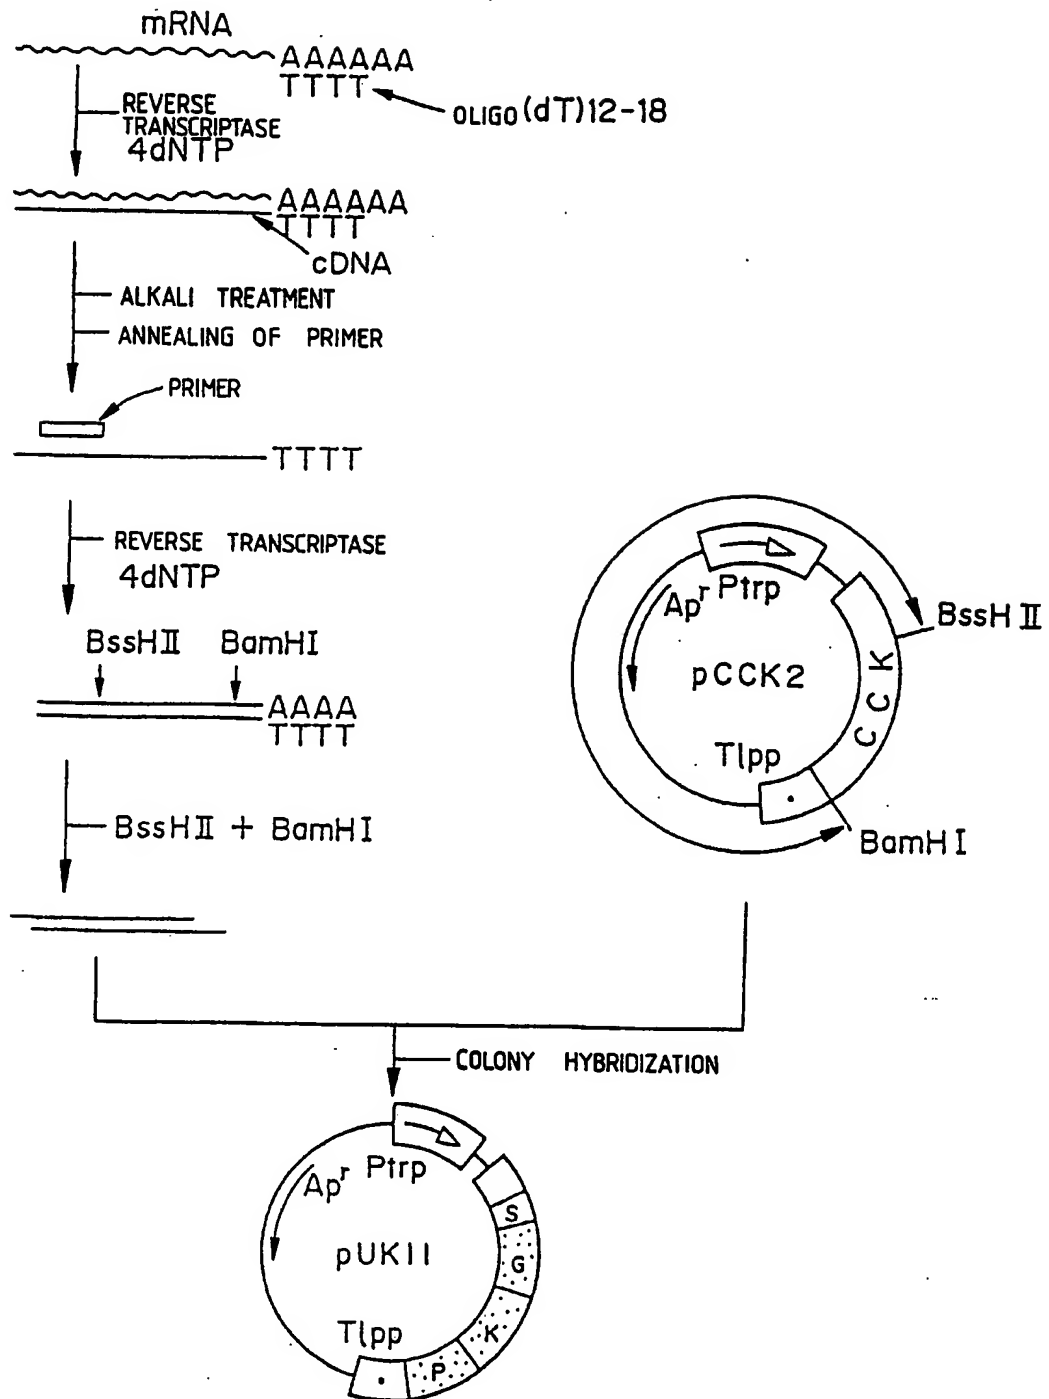 mRNA
AAAAAA
TTTT
OLIGO (dT)12-18
REVERSE
TRANSCRIPTASE
4dNTP
AAAAAA
TTTT
cDNA
ALKALI TREATMENT
ANNEALING OF PRIMER
PRIMER
TTTT
REVERSE TRANSCRIPTASE
4dNTP
BssHII BamHI
AAAA
TTTT
BssHII + BamHI
Ptrp
Apr
BssHII
pCCK2
CCK
Tlpp
BamHI
COLONY HYBRIDIZATION
Ptrp
Apr
S
G
pUK11
K
Tlpp
P